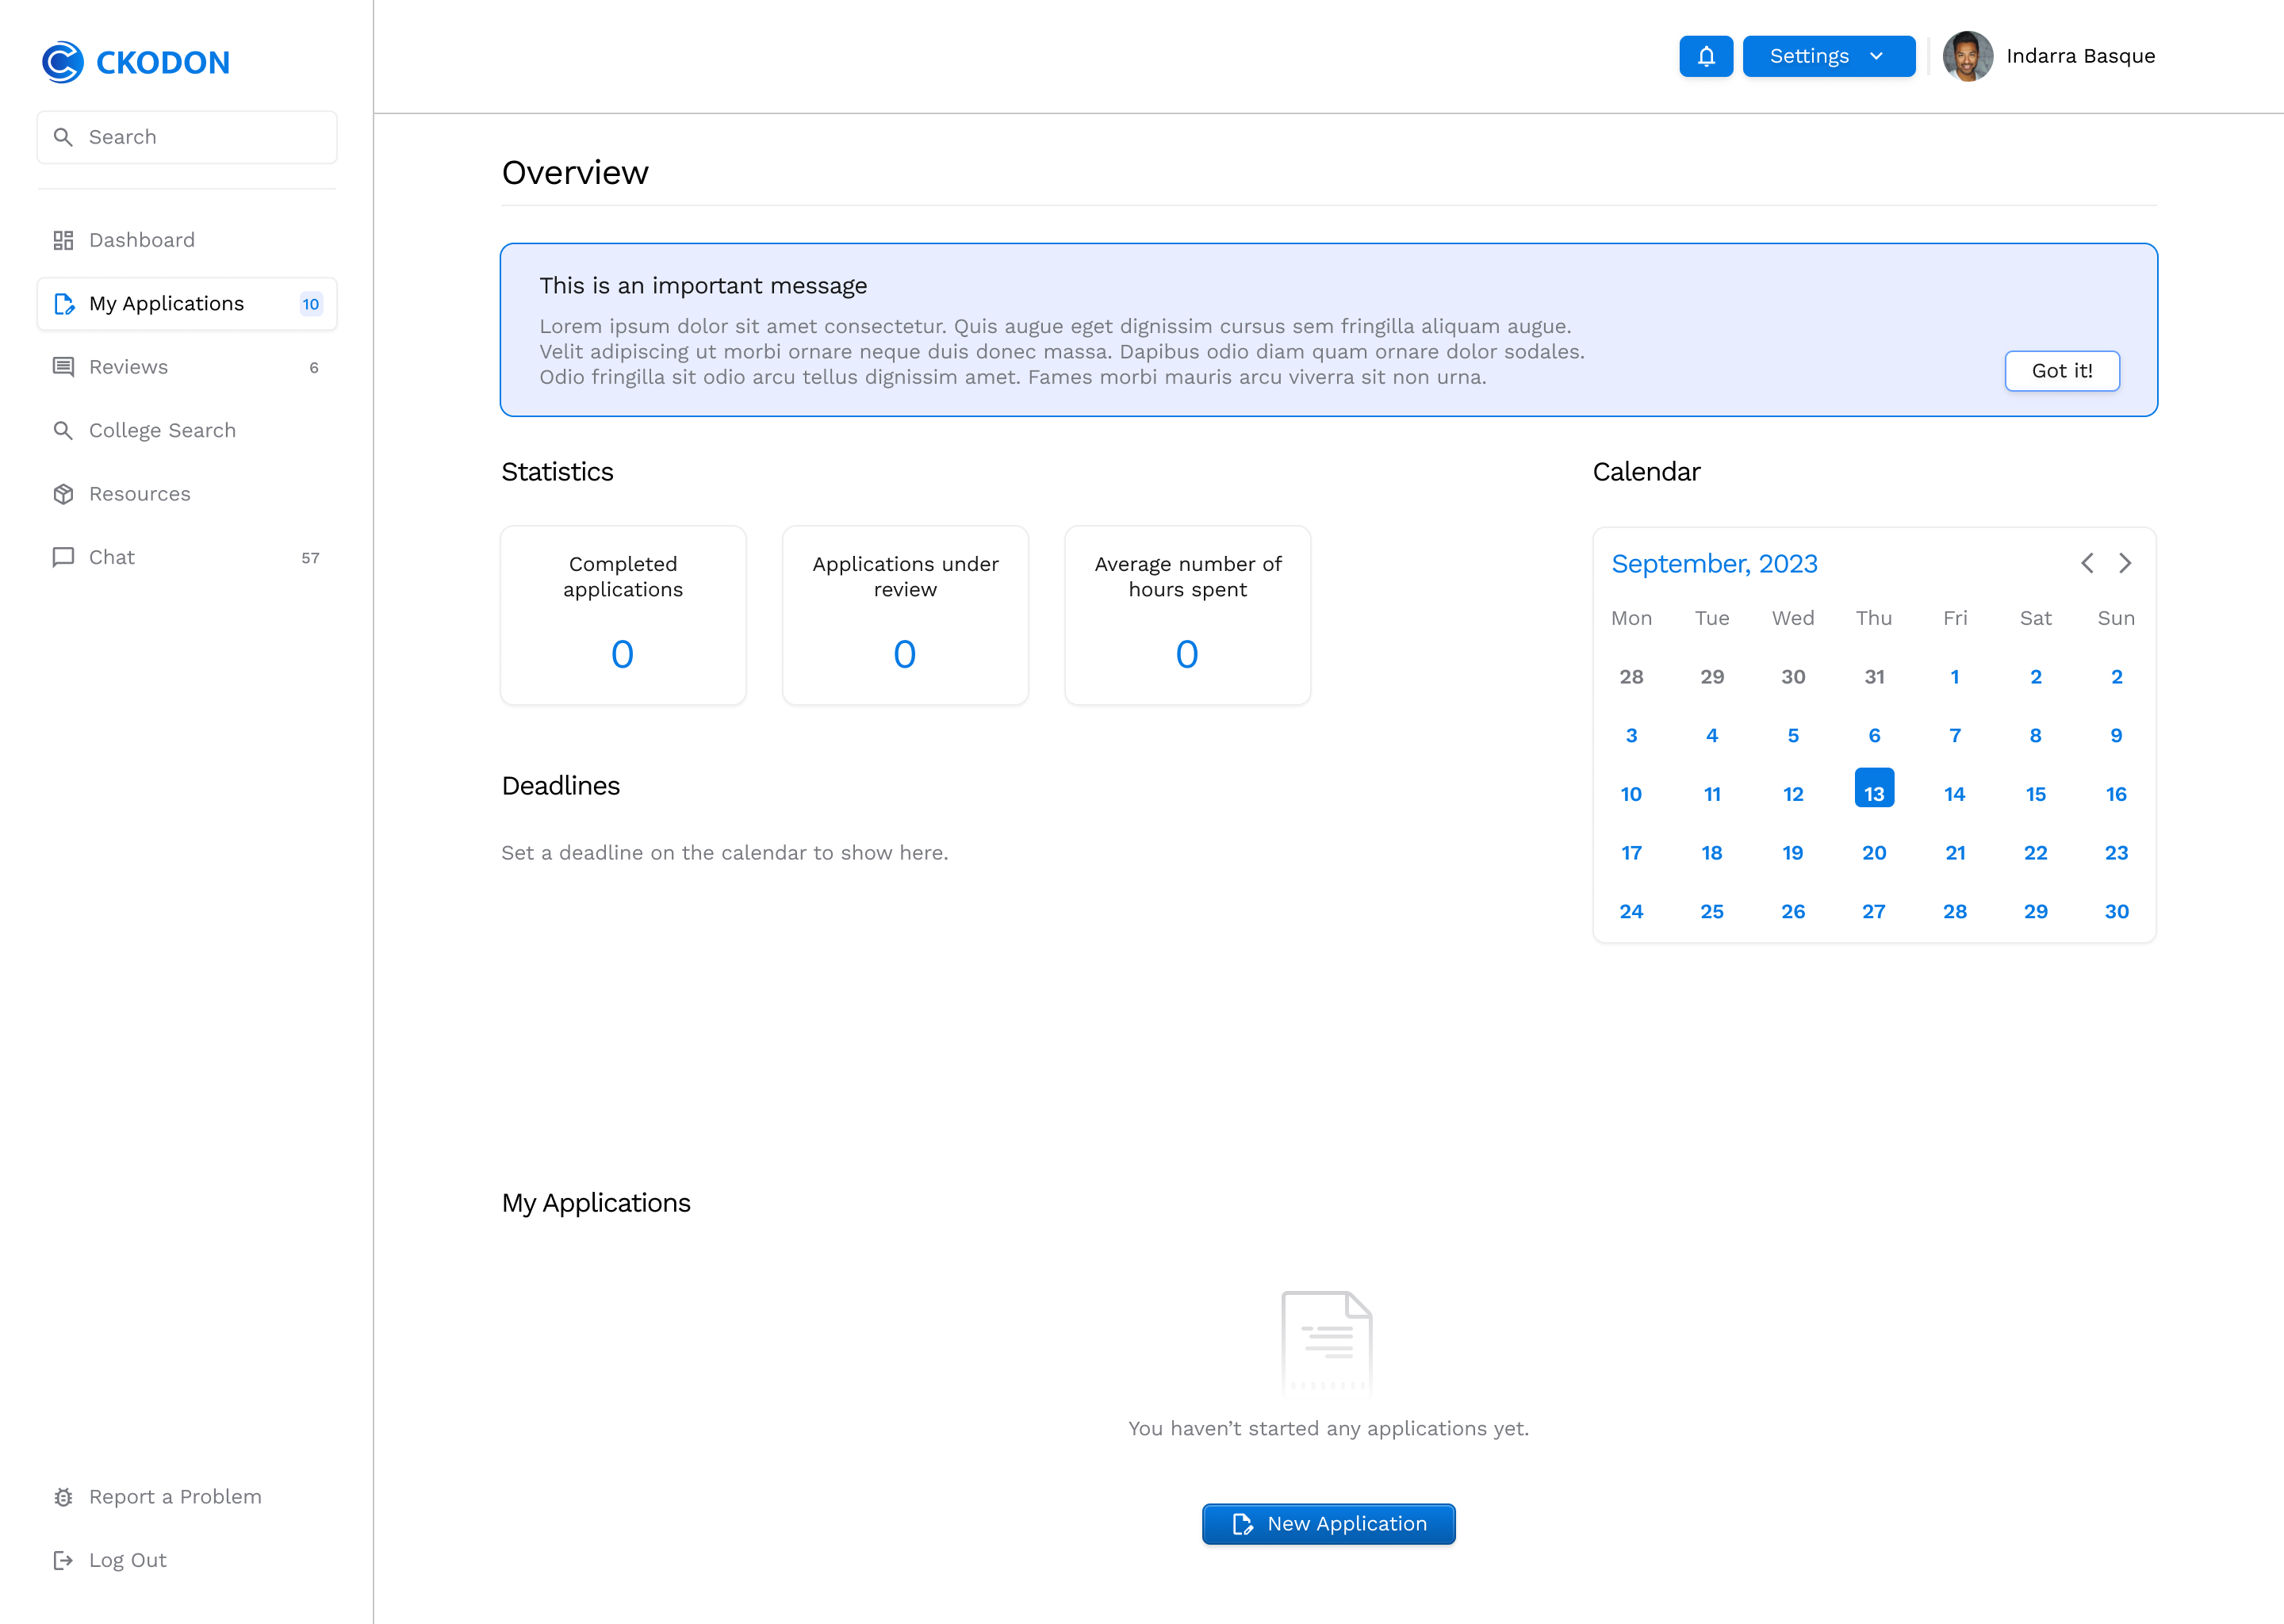 CKODON
Search
Dashboard
My Applications 10
Reviews 6
College Search
Resources
Chat 57
Report a Problem
Log Out
Settings
Indarra Basque
Overview
This is an important message
Lorem ipsum dolor sit amet consectetur. Quis augue eget dignissim cursus sem fringilla aliquam augue.
Velit adipiscing ut morbi ornare neque duis donec massa. Dapibus odio diam quam ornare dolor sodales.
Odio fringilla sit odio arcu tellus dignissim amet. Fames morbi mauris arcu viverra sit non urna.
Got it!
Statistics
Completed
applications
0
Applications under
review
0
Average number of
hours spent
0
Calendar
September, 2023
Mon Tue Wed Thu Fri Sat Sun
28 29 30 31 1 2 2
3 4 5 6 7 8 9
10 11 12 13 14 15 16
17 18 19 20 21 22 23
24 25 26 27 28 29 30
Deadlines
Set a deadline on the calendar to show here.
My Applications
You haven’t started any applications yet.
New Application